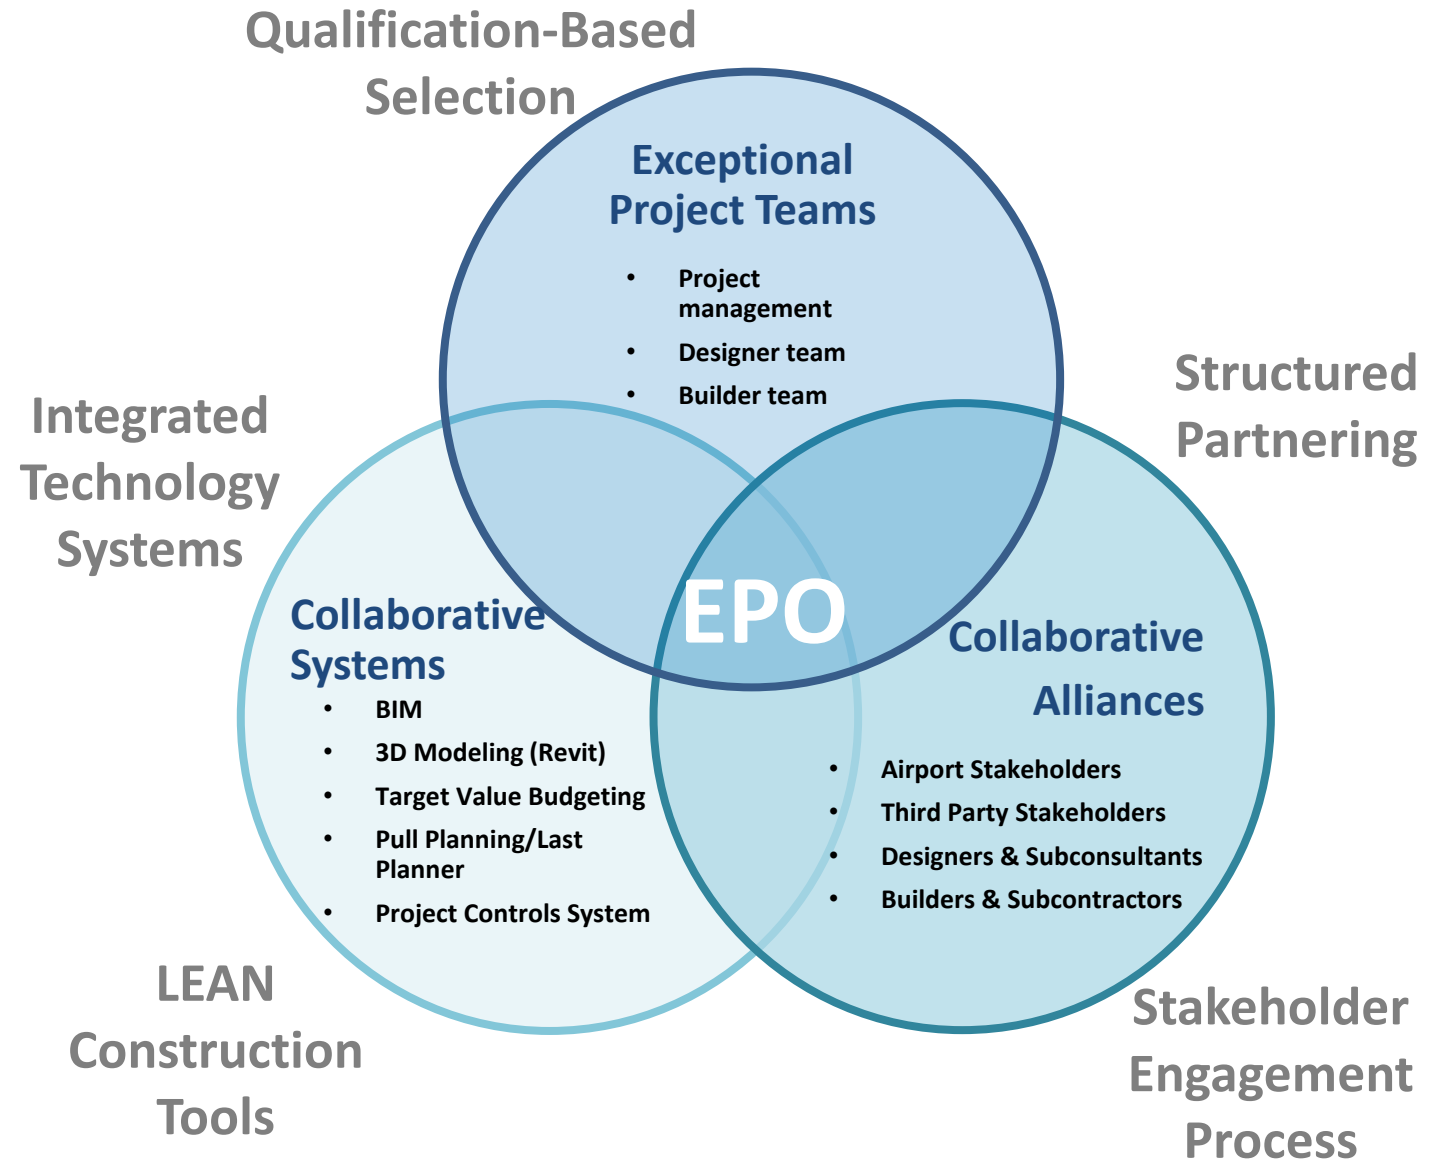 Qualification-Based
Selection
Exceptional
Project Teams
• Project
management
• Designer team
• Builder team
Structured
Partnering
Integrated
Technology
Systems
EPO
Collaborative
Systems
• BIM
• 3D Modeling (Revit)
• Target Value Budgeting
• Pull Planning/Last
Planner
• Project Controls System
Collaborative
Alliances
• Airport Stakeholders
• Third Party Stakeholders
• Designers & Subconsultants
• Builders & Subcontractors
LEAN
Construction
Tools
Stakeholder
Engagement
Process